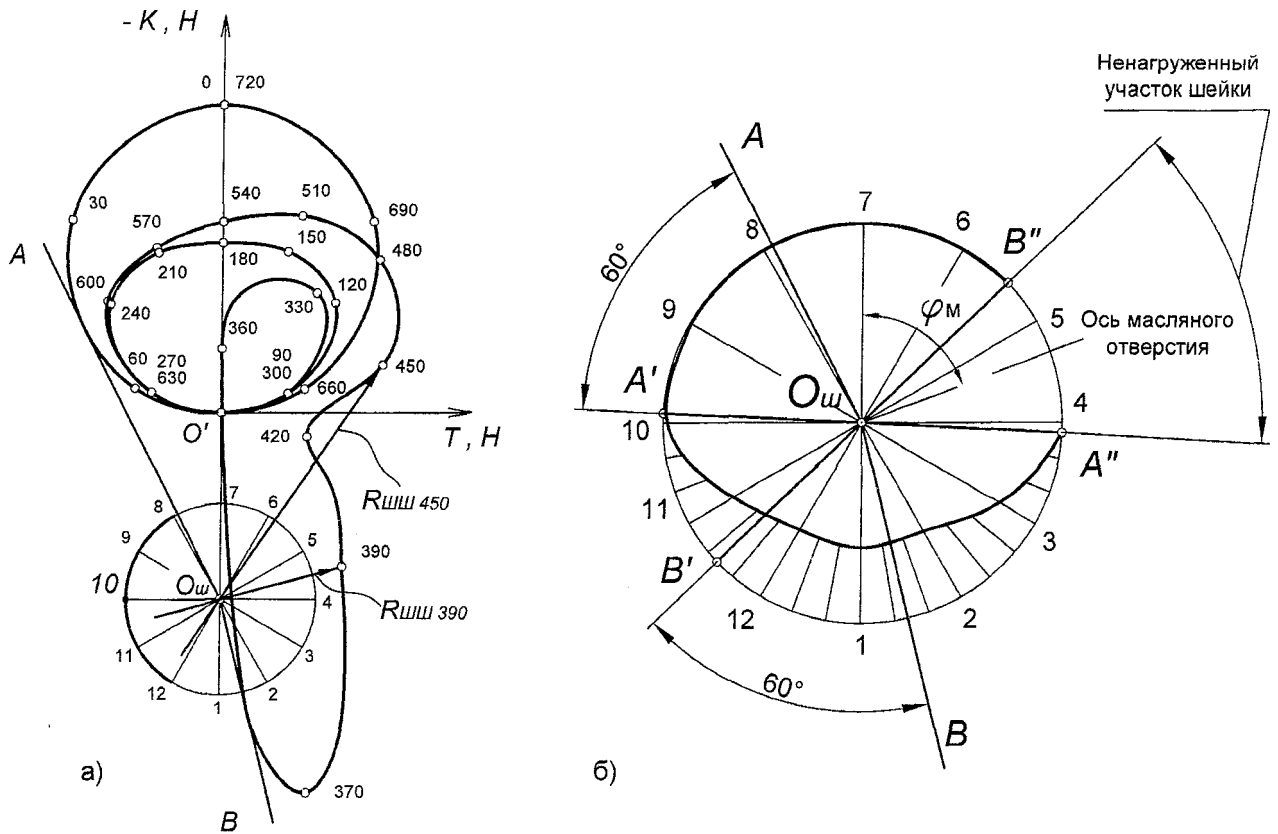 - K , H
0 720
30
540
510
690
570
A
150
480
210
180
600
120
240
330
360
60
270
90
450
630
300
660
O'
420
T , H
RШШ 450
7
8
6
9
5
390
10
Oш
4
RШШ 390
11
3
12
2
1
370
а)
B
Ненагруженный
участок шейки
A
7
8
6
B"
60°
φм
9
5
Ось масляного
отверстия
A'
Oш
4
10
A"
11
3
B'
12
2
1
60°
B
б)